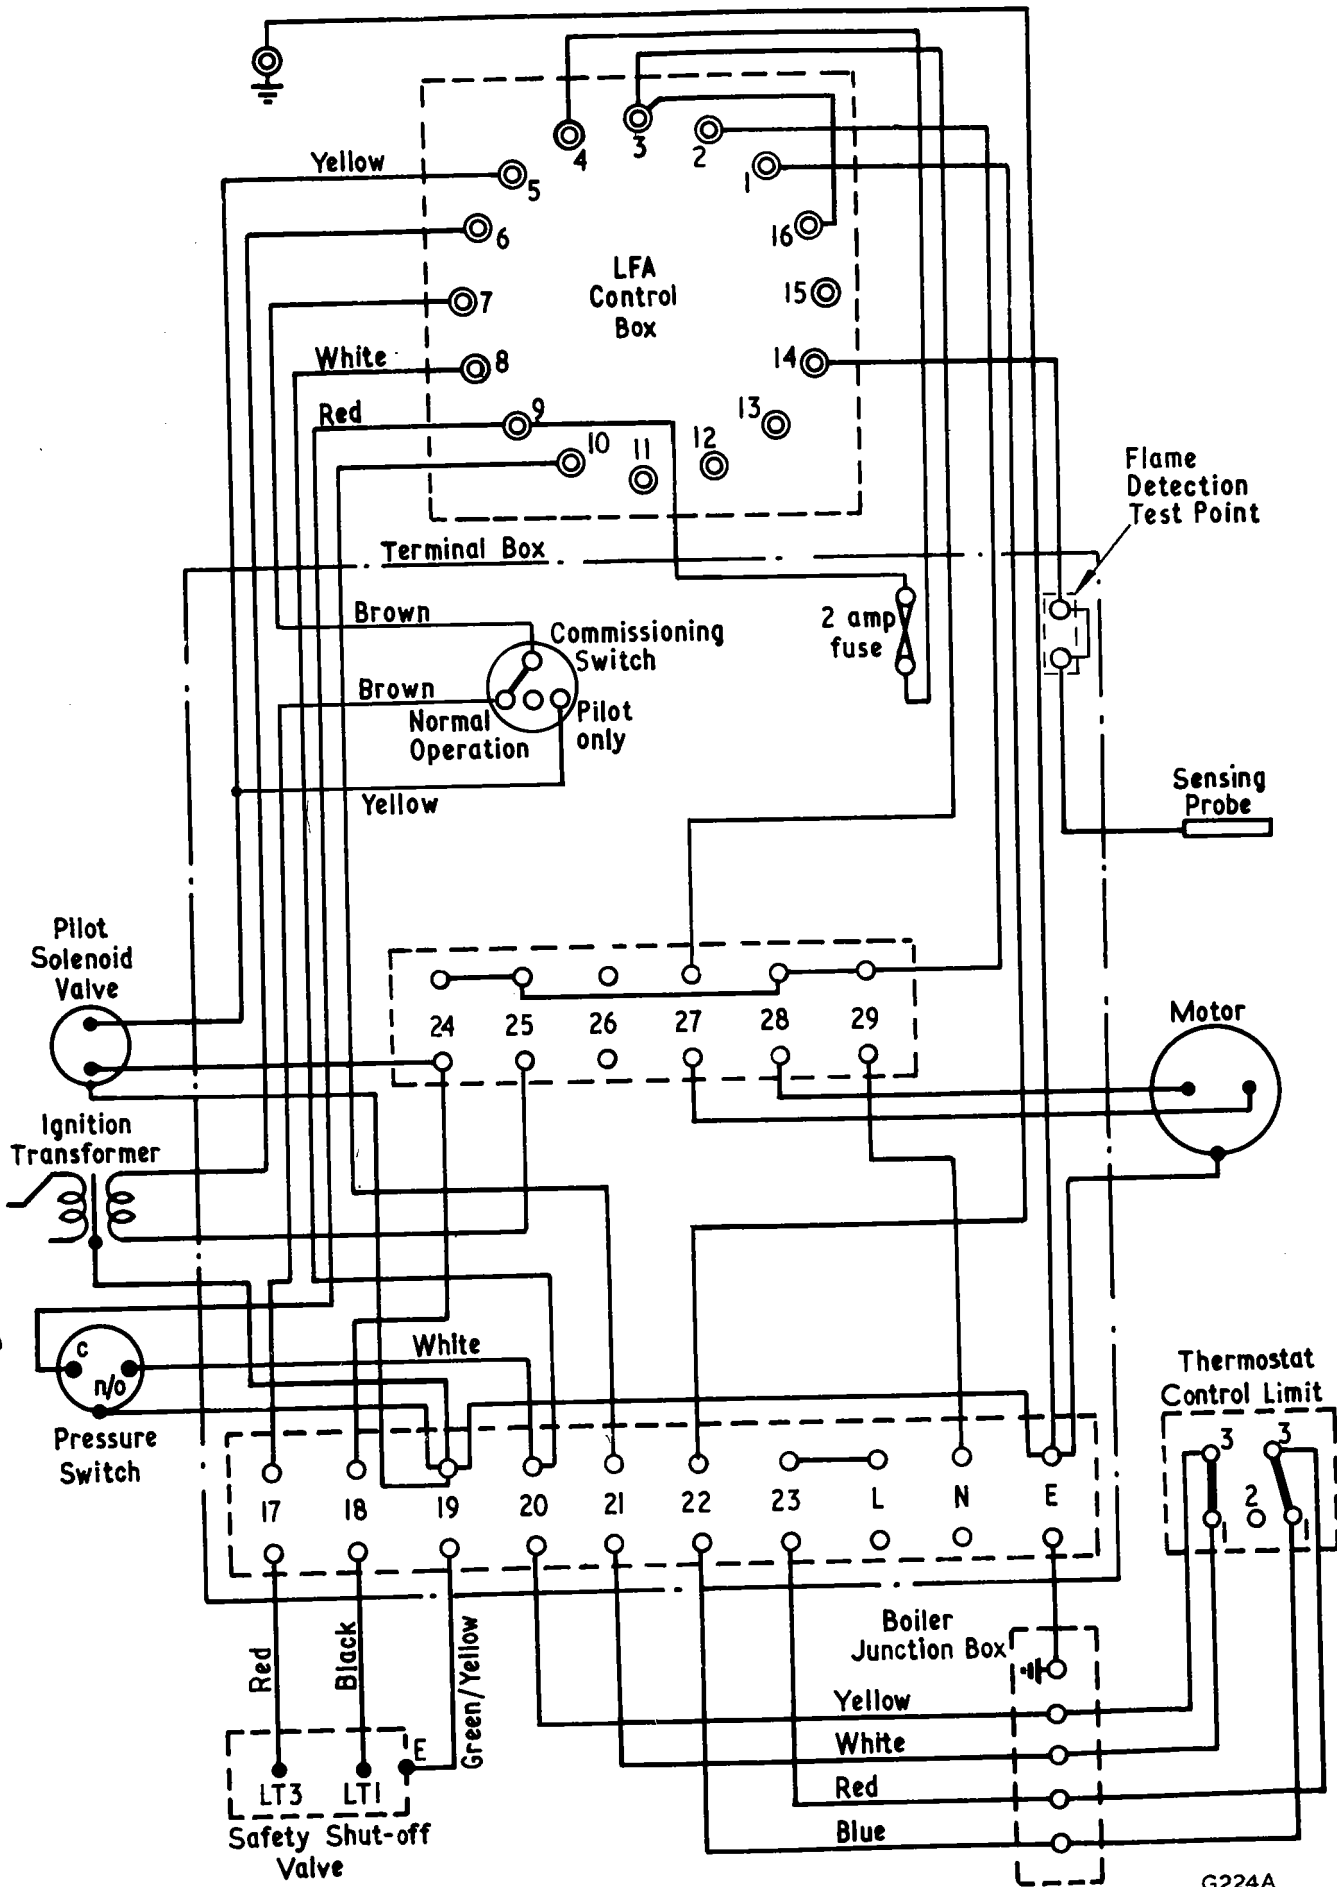 4
3
2
1
Yellow
5
6
16
LFA
Control
Box
7
15
White
8
14
Red
9
13
10
11
12
Flame
Detection
Test Point
Terminal Box
Brown
Commissioning
Switch
2 amp
fuse
Brown
Normal
Operation
Pilot
only
Yellow
Sensing
Probe
Pilot
Solenoid
Valve
24
25
26
27
28
29
Motor
Ignition
Transformer
White
c
n/o
Pressure
Switch
Thermostat
Control Limit
3
3
2
1
1
17
18
19
20
21
22
23
L
N
E
Red
Black
Green/Yellow
Boiler
Junction Box
Yellow
White
Red
Blue
E
LT3
LT1
Safety Shut-off
Valve
G224A